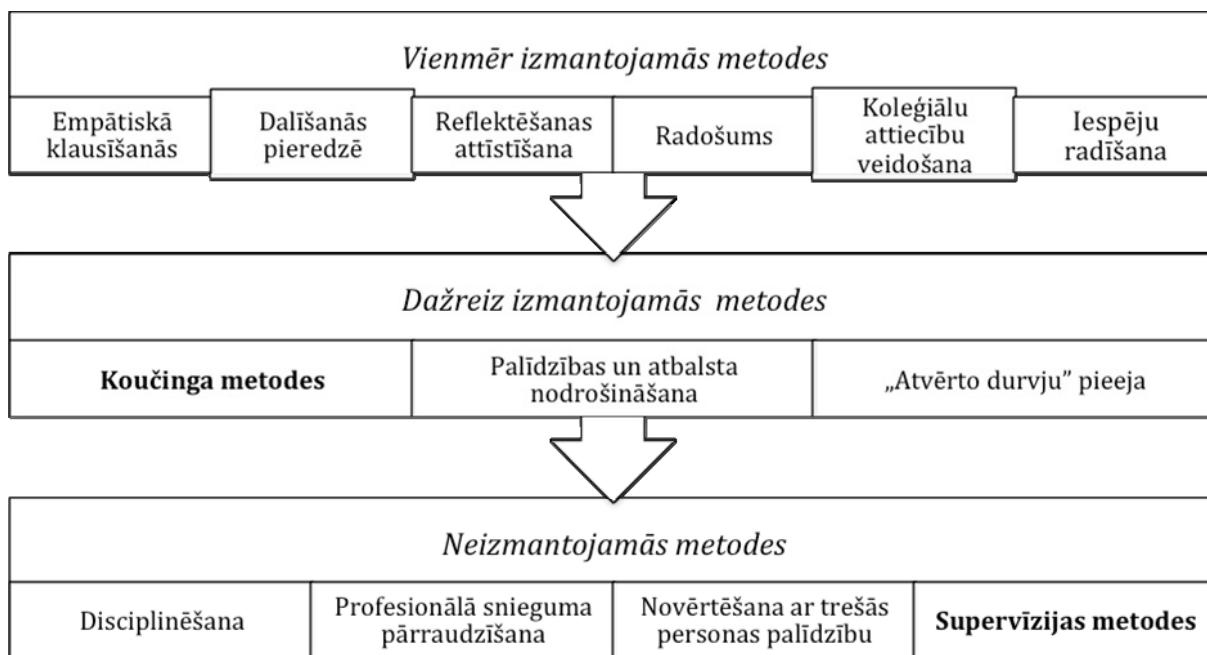 Vienmēr izmantojamās metodes
Empātiskā
klausīšanās
Dalīšanās
pieredzē
Reflektēšanas
attīstīšana
Radošums
Koleģiālu
attiecību
veidošana
Iespēju
radīšana
Dažreiz izmantojamās metodes
Koučinga metodes
Palīdzības un atbalsta
nodrošināšana
„Atvērto durvju” pieeja
Neizmantojamās metodes
Disciplinēšana
Profesionālā snieguma
pārraudzīšana
Novērtēšana ar trešās
personas palīdzību
Supervīzijas metodes